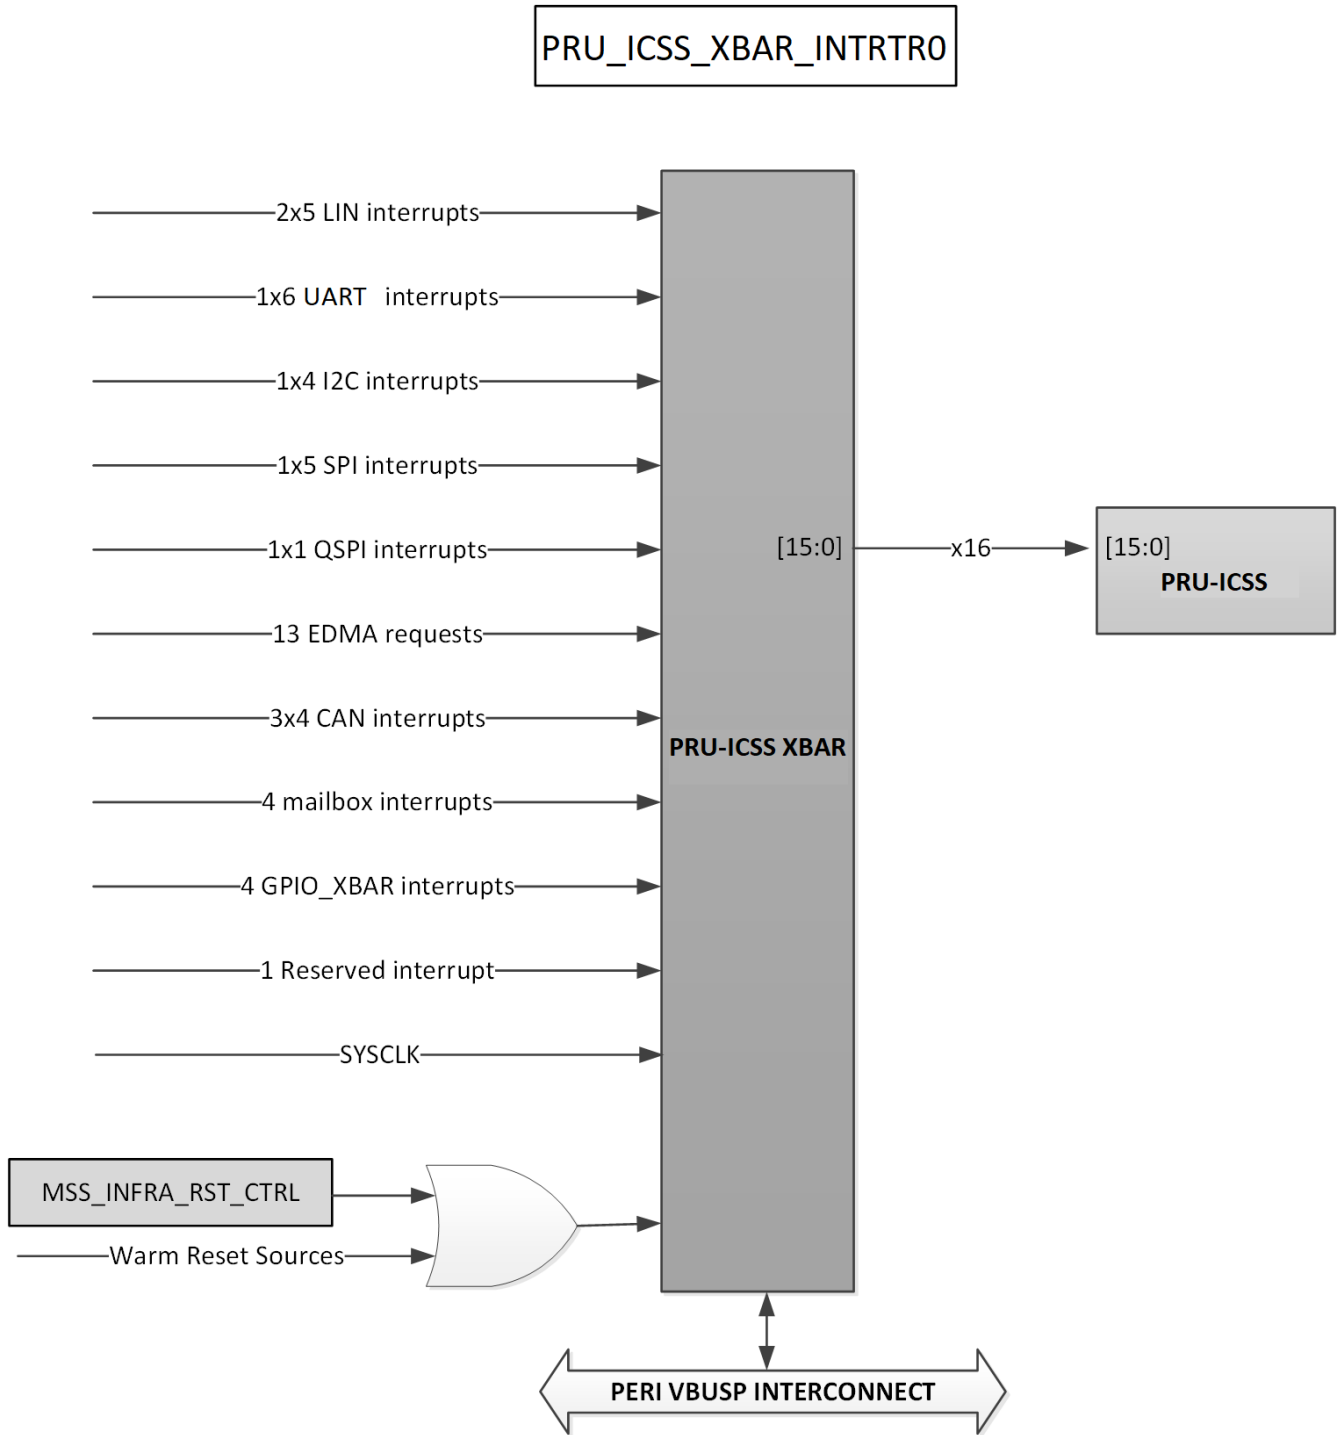 PRU_ICSS_XBAR_INTRTR0
2x5 LIN interrupts
1x6 UART interrupts
1x4 I2C interrupts
1x5 SPI interrupts
1x1 QSPI interrupts
[15:0]
x16
[15:0]
PRU-ICSS
13 EDMA requests
3x4 CAN interrupts
PRU-ICSS XBAR
4 mailbox interrupts
4 GPIO_XBAR interrupts
1 Reserved interrupt
SYSCLK
MSS_INFRA_RST_CTRL
Warm Reset Sources
PERI VBUSP INTERCONNECT